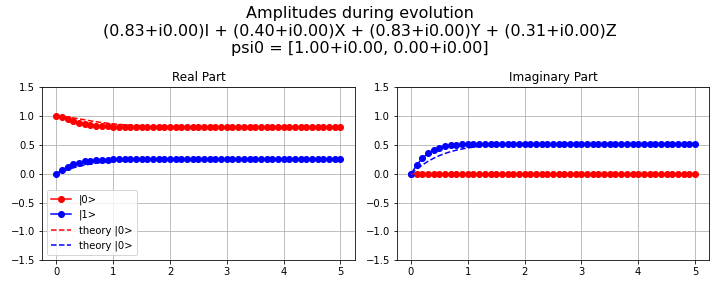 Amplitudes during evolution
(0.83+i0.00)I + (0.40+i0.00)X + (0.83+i0.00)Y + (0.31+i0.00)Z
psi0 = [1.00+i0.00, 0.00+i0.00]
Real Part
1.5
1.0
0.5
0.0
−0.5
−1.0
−1.5
0 1 2 3 4 5
|0>
|1>
theory |0>
theory |0>
Imaginary Part
1.5
1.0
0.5
0.0
−0.5
−1.0
−1.5
0 1 2 3 4 5